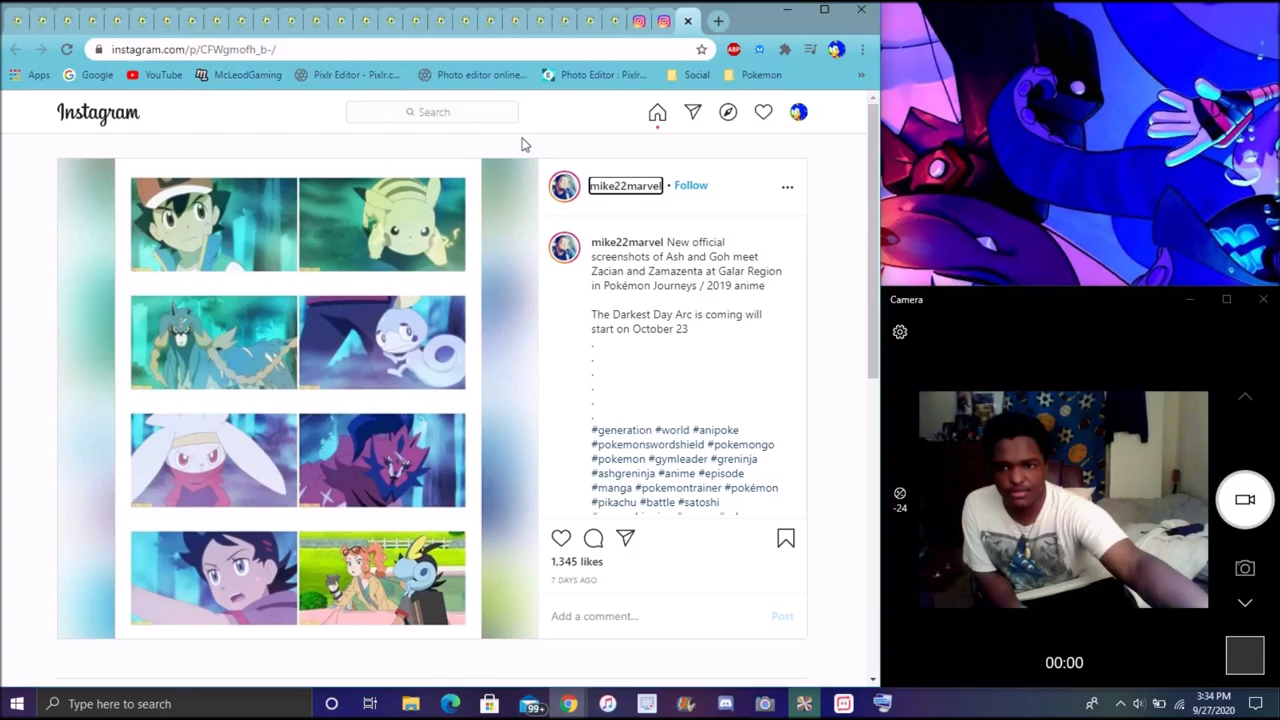 instagram.com/p/CFWgmofh_b-/
ABP
Apps Google YouTube McLeodGaming Pixlr Editor - Pixlr.c... Photo editor online... Photo Editor : Pixlr... Social Pokemon »
Instagram
Search
mike22marvel • Follow
mike22marvel New official
screenshots of Ash and Goh meet
Zacian and Zamazenta at Galar Region
in Pokémon Journeys / 2019 anime
The Darkest Day Arc is coming will
start on October 23
.
.
.
.
.
.
#generation #world #anipoke
#pokemonswordshield #pokemongo
#pokemon #gymleader #greninja
#ashgreninja #anime #episode
#manga #pokemontrainer #pokémon
#pikachu #battle #satoshi
1,345 likes
7 DAYS AGO
Add a comment... Post
Camera
-24
00:00
Type here to search
99+
3:34 PM
9/27/2020